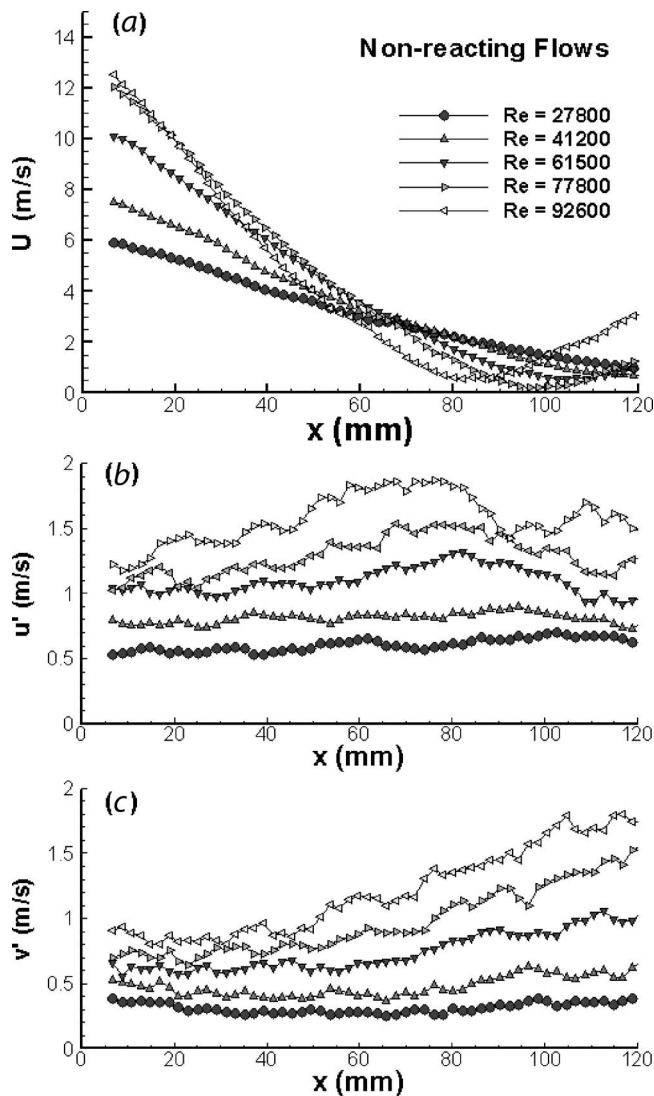 (a)
Non-reacting Flows
Re = 27800
Re = 41200
Re = 61500
Re = 77800
Re = 92600
U (m/s)
14
12
10
8
6
4
2
0
0 20 40 60 80 100 120
x (mm)
(b)
u' (m/s)
2
1.5
1
0.5
0
0 20 40 60 80 100 120
x (mm)
(c)
v' (m/s)
2
1.5
1
0.5
0
0 20 40 60 80 100 120
x (mm)